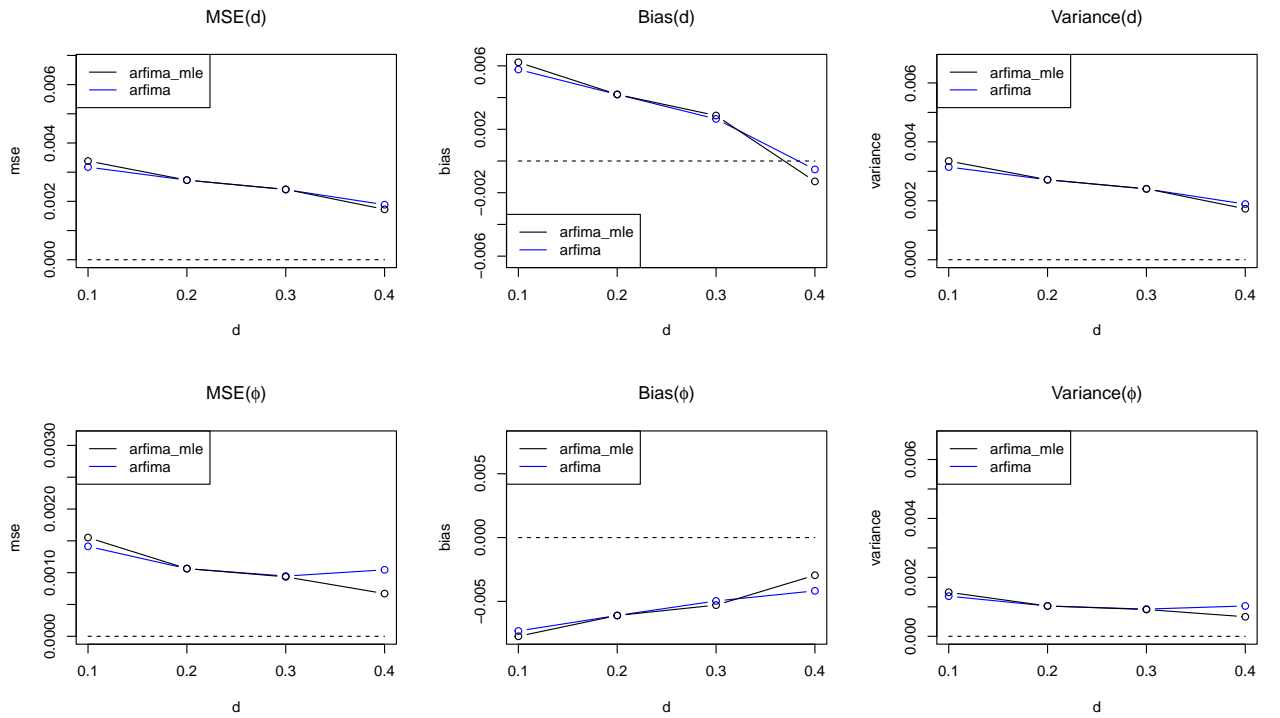 MSE(d)
mse
0.000
0.002
0.004
0.006
arfima_mle
arfima
0.1
0.2
0.3
0.4
d
Bias(d)
bias
−0.006
−0.002
0.002
0.006
arfima_mle
arfima
0.1
0.2
0.3
0.4
d
Variance(d)
variance
0.000
0.002
0.004
0.006
arfima_mle
arfima
0.1
0.2
0.3
0.4
d
MSE(ϕ)
mse
0.0000
0.0010
0.0020
0.0030
arfima_mle
arfima
0.1
0.2
0.3
0.4
d
Bias(ϕ)
bias
−0.005
0.000
0.005
arfima_mle
arfima
0.1
0.2
0.3
0.4
d
Variance(ϕ)
variance
0.000
0.002
0.004
0.006
arfima_mle
arfima
0.1
0.2
0.3
0.4
d